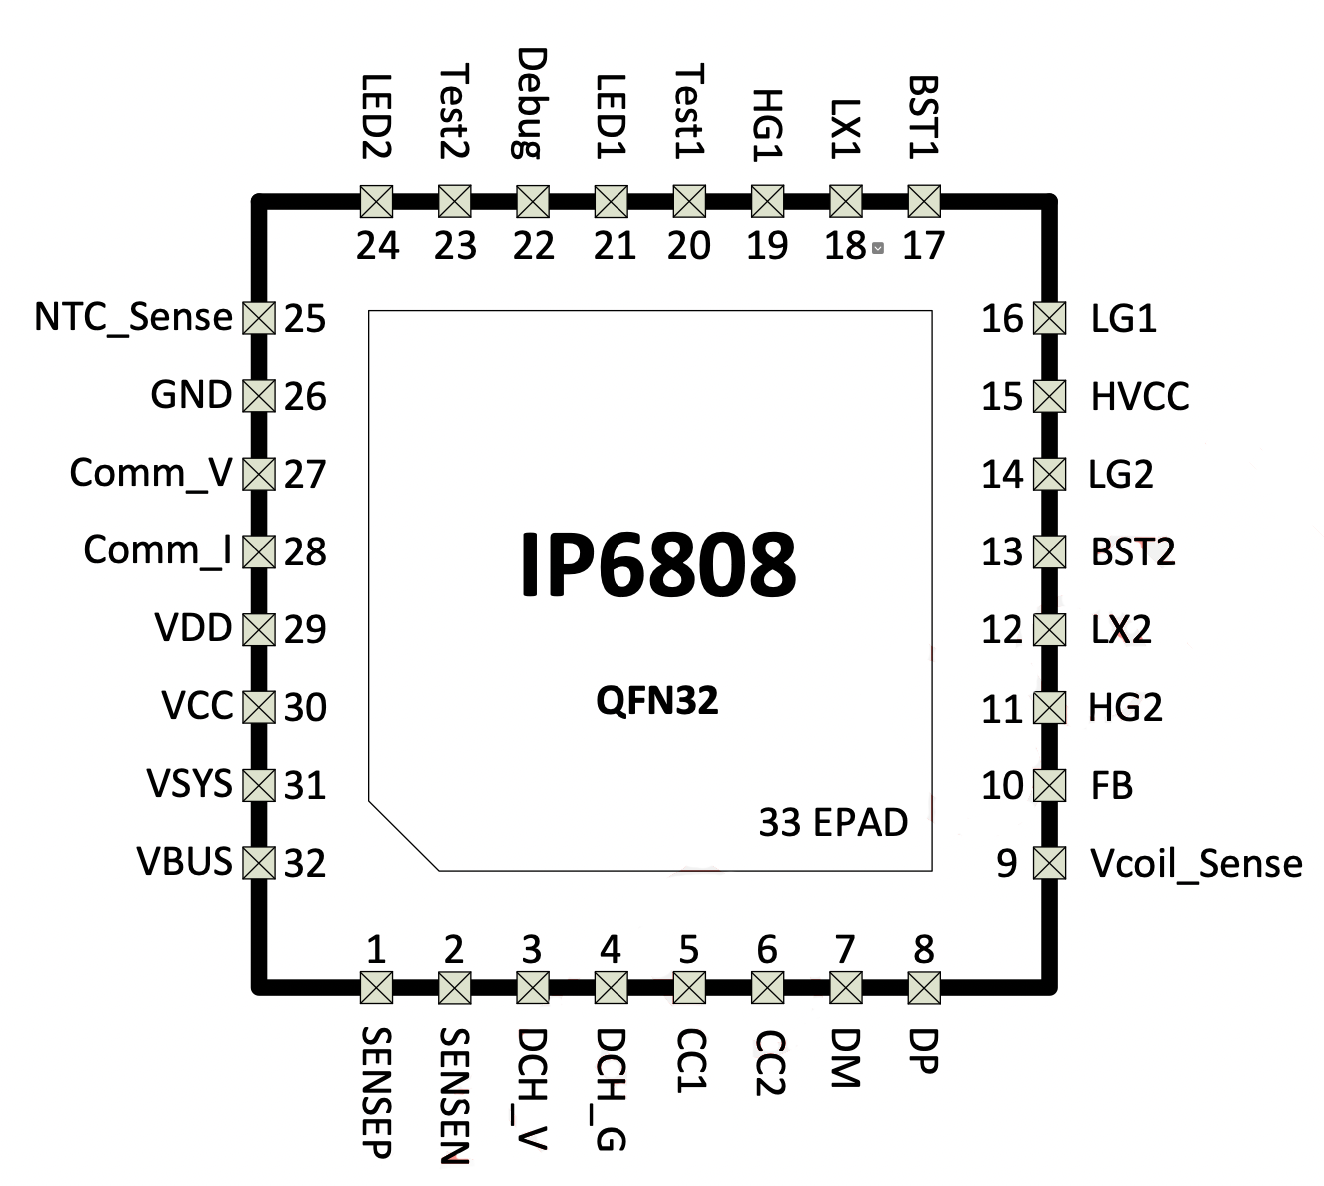 LED2
Test2
Debug
LED1
Test1
HG1
LX1
BST1
24 23 22 21 20 19 18 17
NTC_Sense 25
GND 26
Comm_V 27
Comm_I 28
VDD 29
VCC 30
VSYS 31
VBUS 32
IP6808
QFN32
33 EPAD
16 LG1
15 HVCC
14 LG2
13 BST2
12 LX2
11 HG2
10 FB
9 Vcoil_Sense
1 2 3 4 5 6 7 8
SENSEP
SENSEN
DCH_V
DCH_G
CC1
CC2
DM
DP